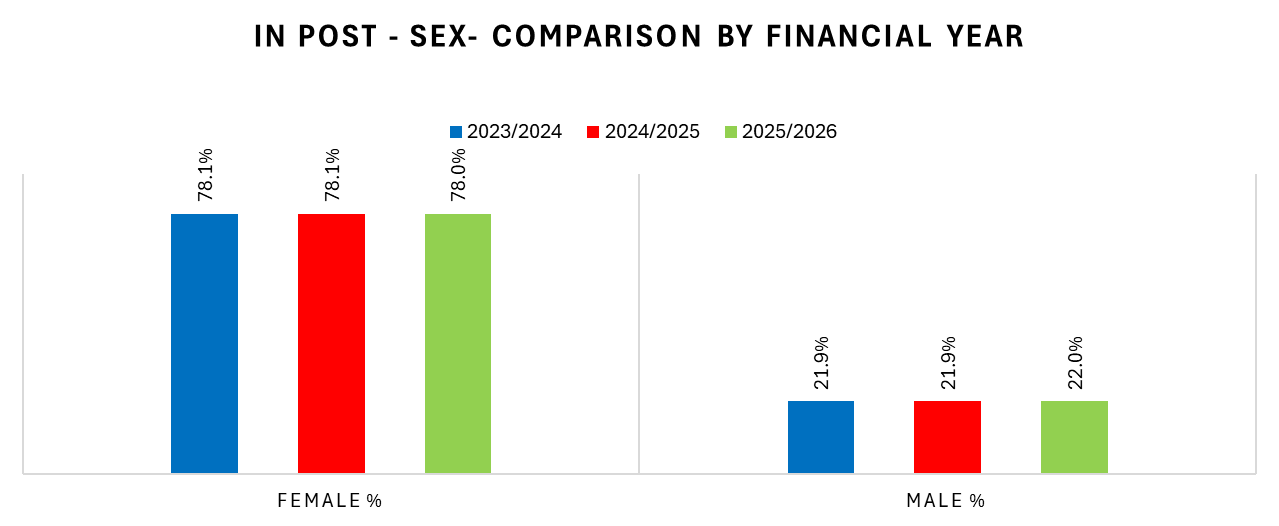 IN POST - SEX- COMPARISON BY FINANCIAL YEAR
2023/2024 2024/2025 2025/2026
78.1% 78.1% 78.0%
21.9% 21.9% 22.0%
FEMALE % MALE %